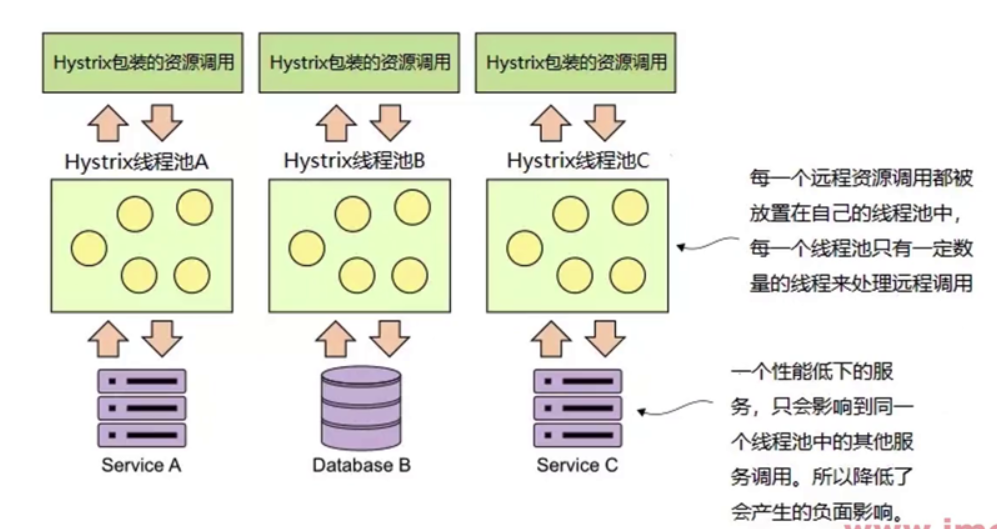 Hystrix包装的资源调用
Hystrix包装的资源调用
Hystrix包装的资源调用
Hystrix线程池A
Hystrix线程池B
Hystrix线程池C
每一个远程资源调用都被
放置在自己的线程池中，
每一个线程池只有一定数
量的线程来处理远程调用
一个性能低下的服
务，只会影响到同一
个线程池中的其他服
务调用。所以降低了
会产生的负面影响。
Service A
Database B
Service C